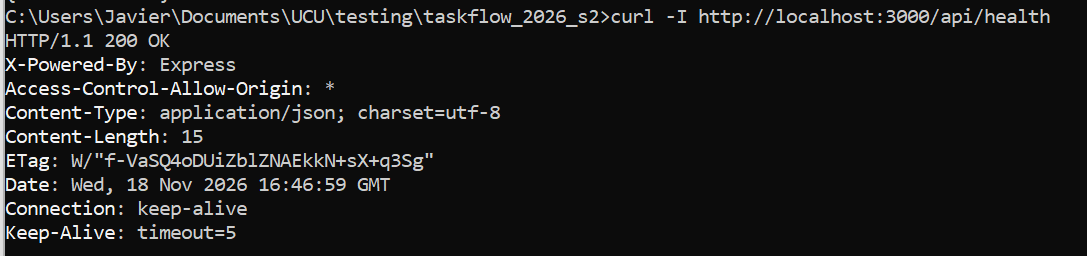 C:\Users\Javier\Documents\UCU\testing\taskflow_2026_s2>curl -I http://localhost:3000/api/health
HTTP/1.1 200 OK
X-Powered-By: Express
Access-Control-Allow-Origin: *
Content-Type: application/json; charset=utf-8
Content-Length: 15
ETag: W/"f-VaSQ4oDUiZblZNAEkkN+sX+q3Sg"
Date: Wed, 18 Nov 2026 16:46:59 GMT
Connection: keep-alive
Keep-Alive: timeout=5